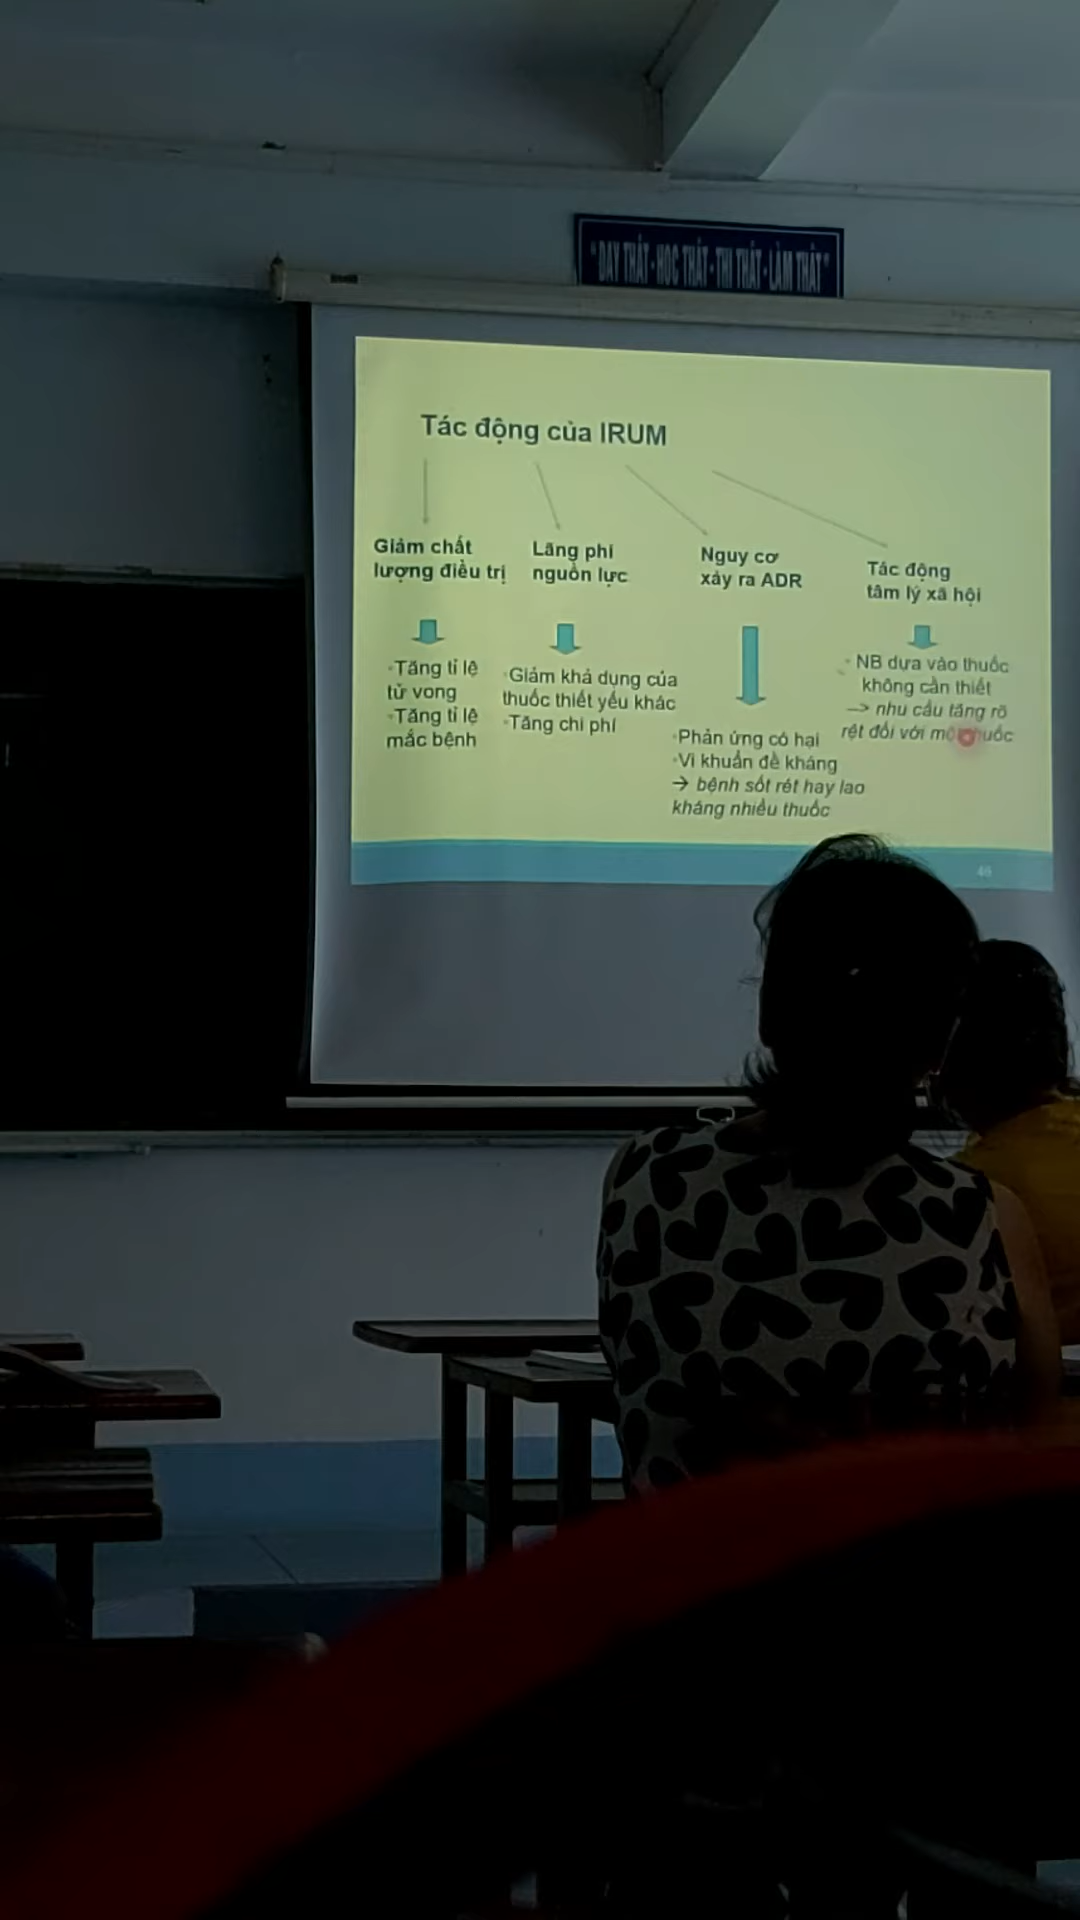 "DẠY THẬT - HỌC THẬT - THI THẬT - LÀM THẬT"
Tác động của IRUM
Giảm chất
lượng điều trị
Lãng phí
nguồn lực
Nguy cơ
xảy ra ADR
Tác động
tâm lý xã hội
-Tăng tỉ lệ
tử vong
-Tăng tỉ lệ
mắc bệnh
-Giảm khả dụng của
thuốc thiết yếu khác
-Tăng chi phí
-Phản ứng có hại
-Vi khuẩn đề kháng
→ bệnh sốt rét hay lao
kháng nhiều thuốc
- NB dựa vào thuốc
không cần thiết
--> nhu cầu tăng rõ
rệt đối với một thuốc